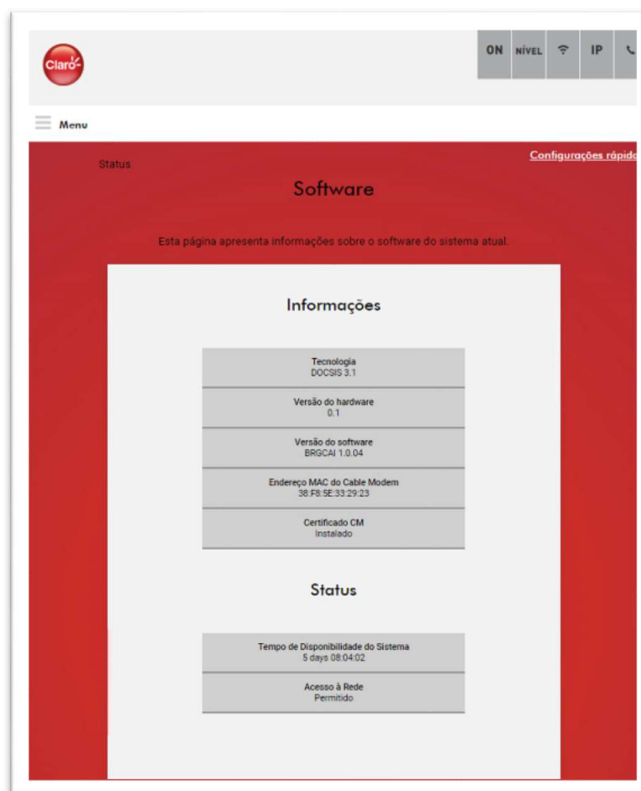 Claro
ON NÍVEL IP
Menu
Configurações rápida
Status
Software
Esta página apresenta informações sobre o software do sistema atual.
Informações
Tecnologia
DOCSIS 3.1
Versão do hardware
0.1
Versão do software
BRGCAI 1.0.04
Endereço MAC do Cable Modem
38:F8:5E:33:29:23
Certificado CM
Instalado
Status
Tempo de Disponibilidade do Sistema
5 days 08:04:02
Acesso à Rede
Permitido